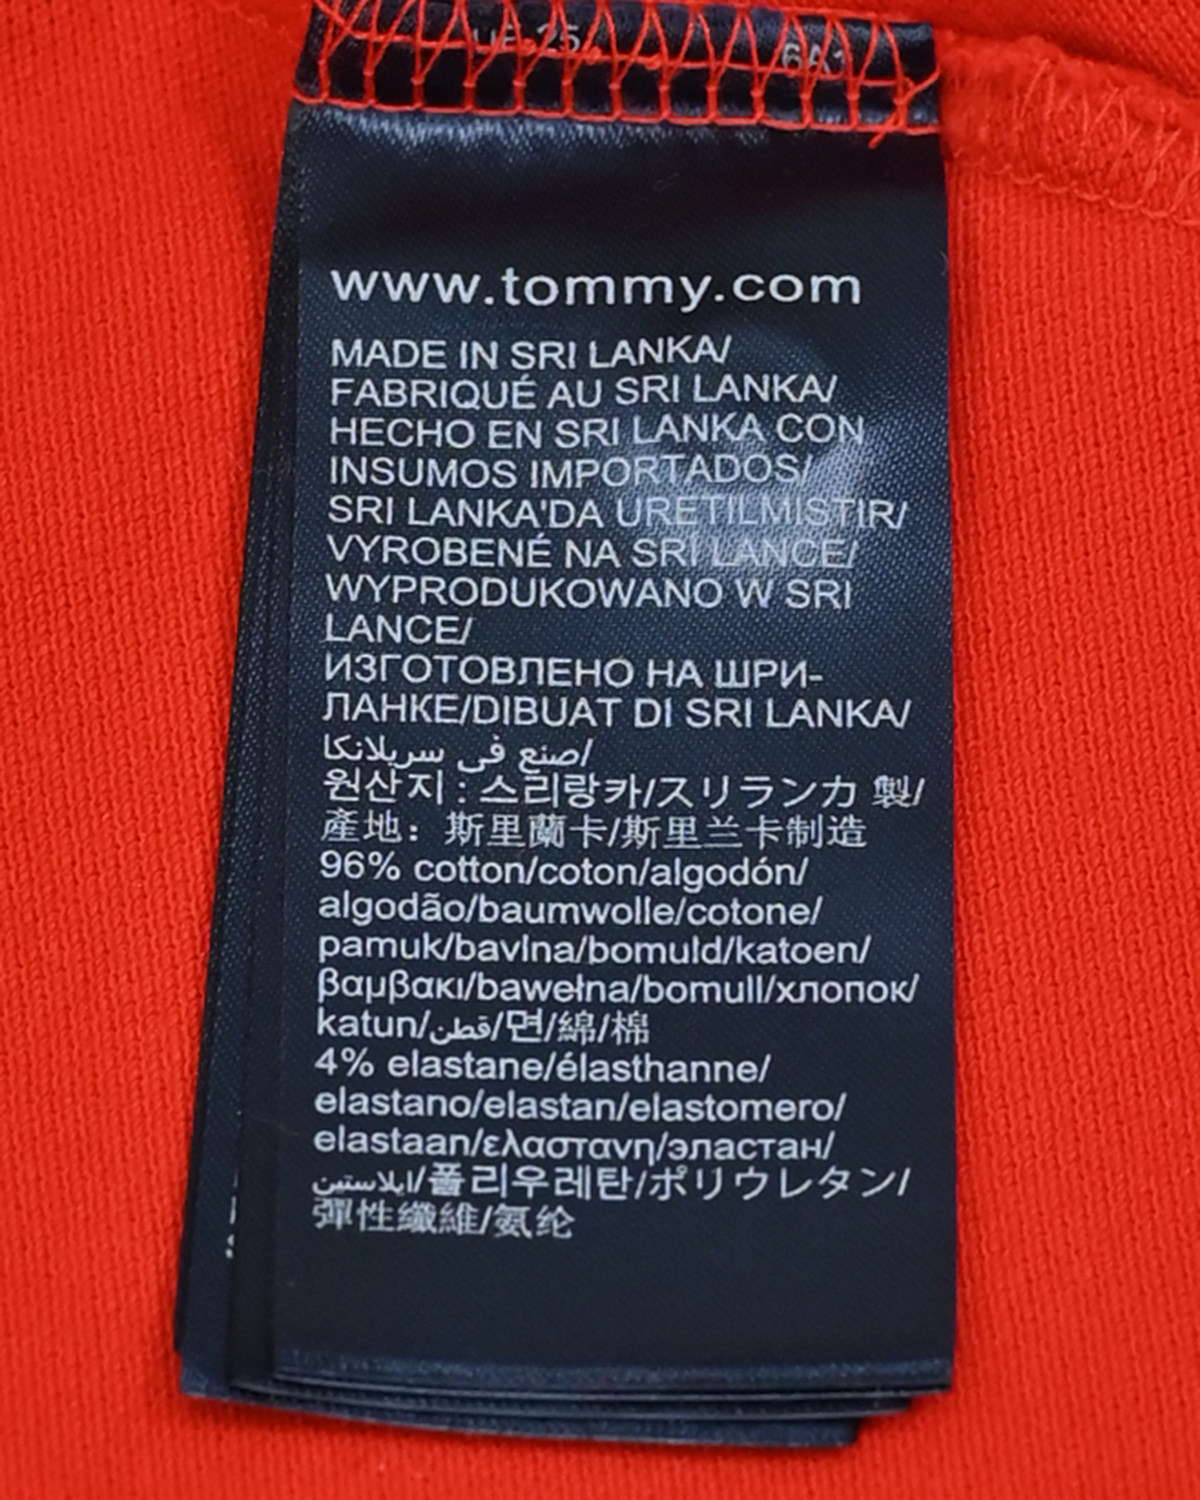 www.tommy.com
MADE IN SRI LANKA/
FABRIQUÉ AU SRI LANKA/
HECHO EN SRI LANKA CON
INSUMOS IMPORTADOS/
SRI LANKA'DA URETILMISTIR/
VYROBENÉ NA SRI LANCE/
WYPRODUKOWANO W SRI
LANCE/
ИЗГОТОВЛЕНО НА ШРИ-
ЛАНКЕ/DIBUAT DI SRI LANKA/
صنع في سريلانكا/
원산지 : 스리랑카/スリランカ 製/
產地：斯里蘭卡/斯里兰卡制造
96% cotton/coton/algodón/
algodão/baumwolle/cotone/
pamuk/bavlna/bomuld/katoen/
βαμβακι/bawełna/bomull/хлопок/
katun/قطن/면/綿/棉
4% elastane/élasthanne/
elastano/elastan/elastomero/
elastaan/ελαστανη/эластан/
ايلاستين/폴리우레탄/ポリウレタン/
彈性纖維/氨纶